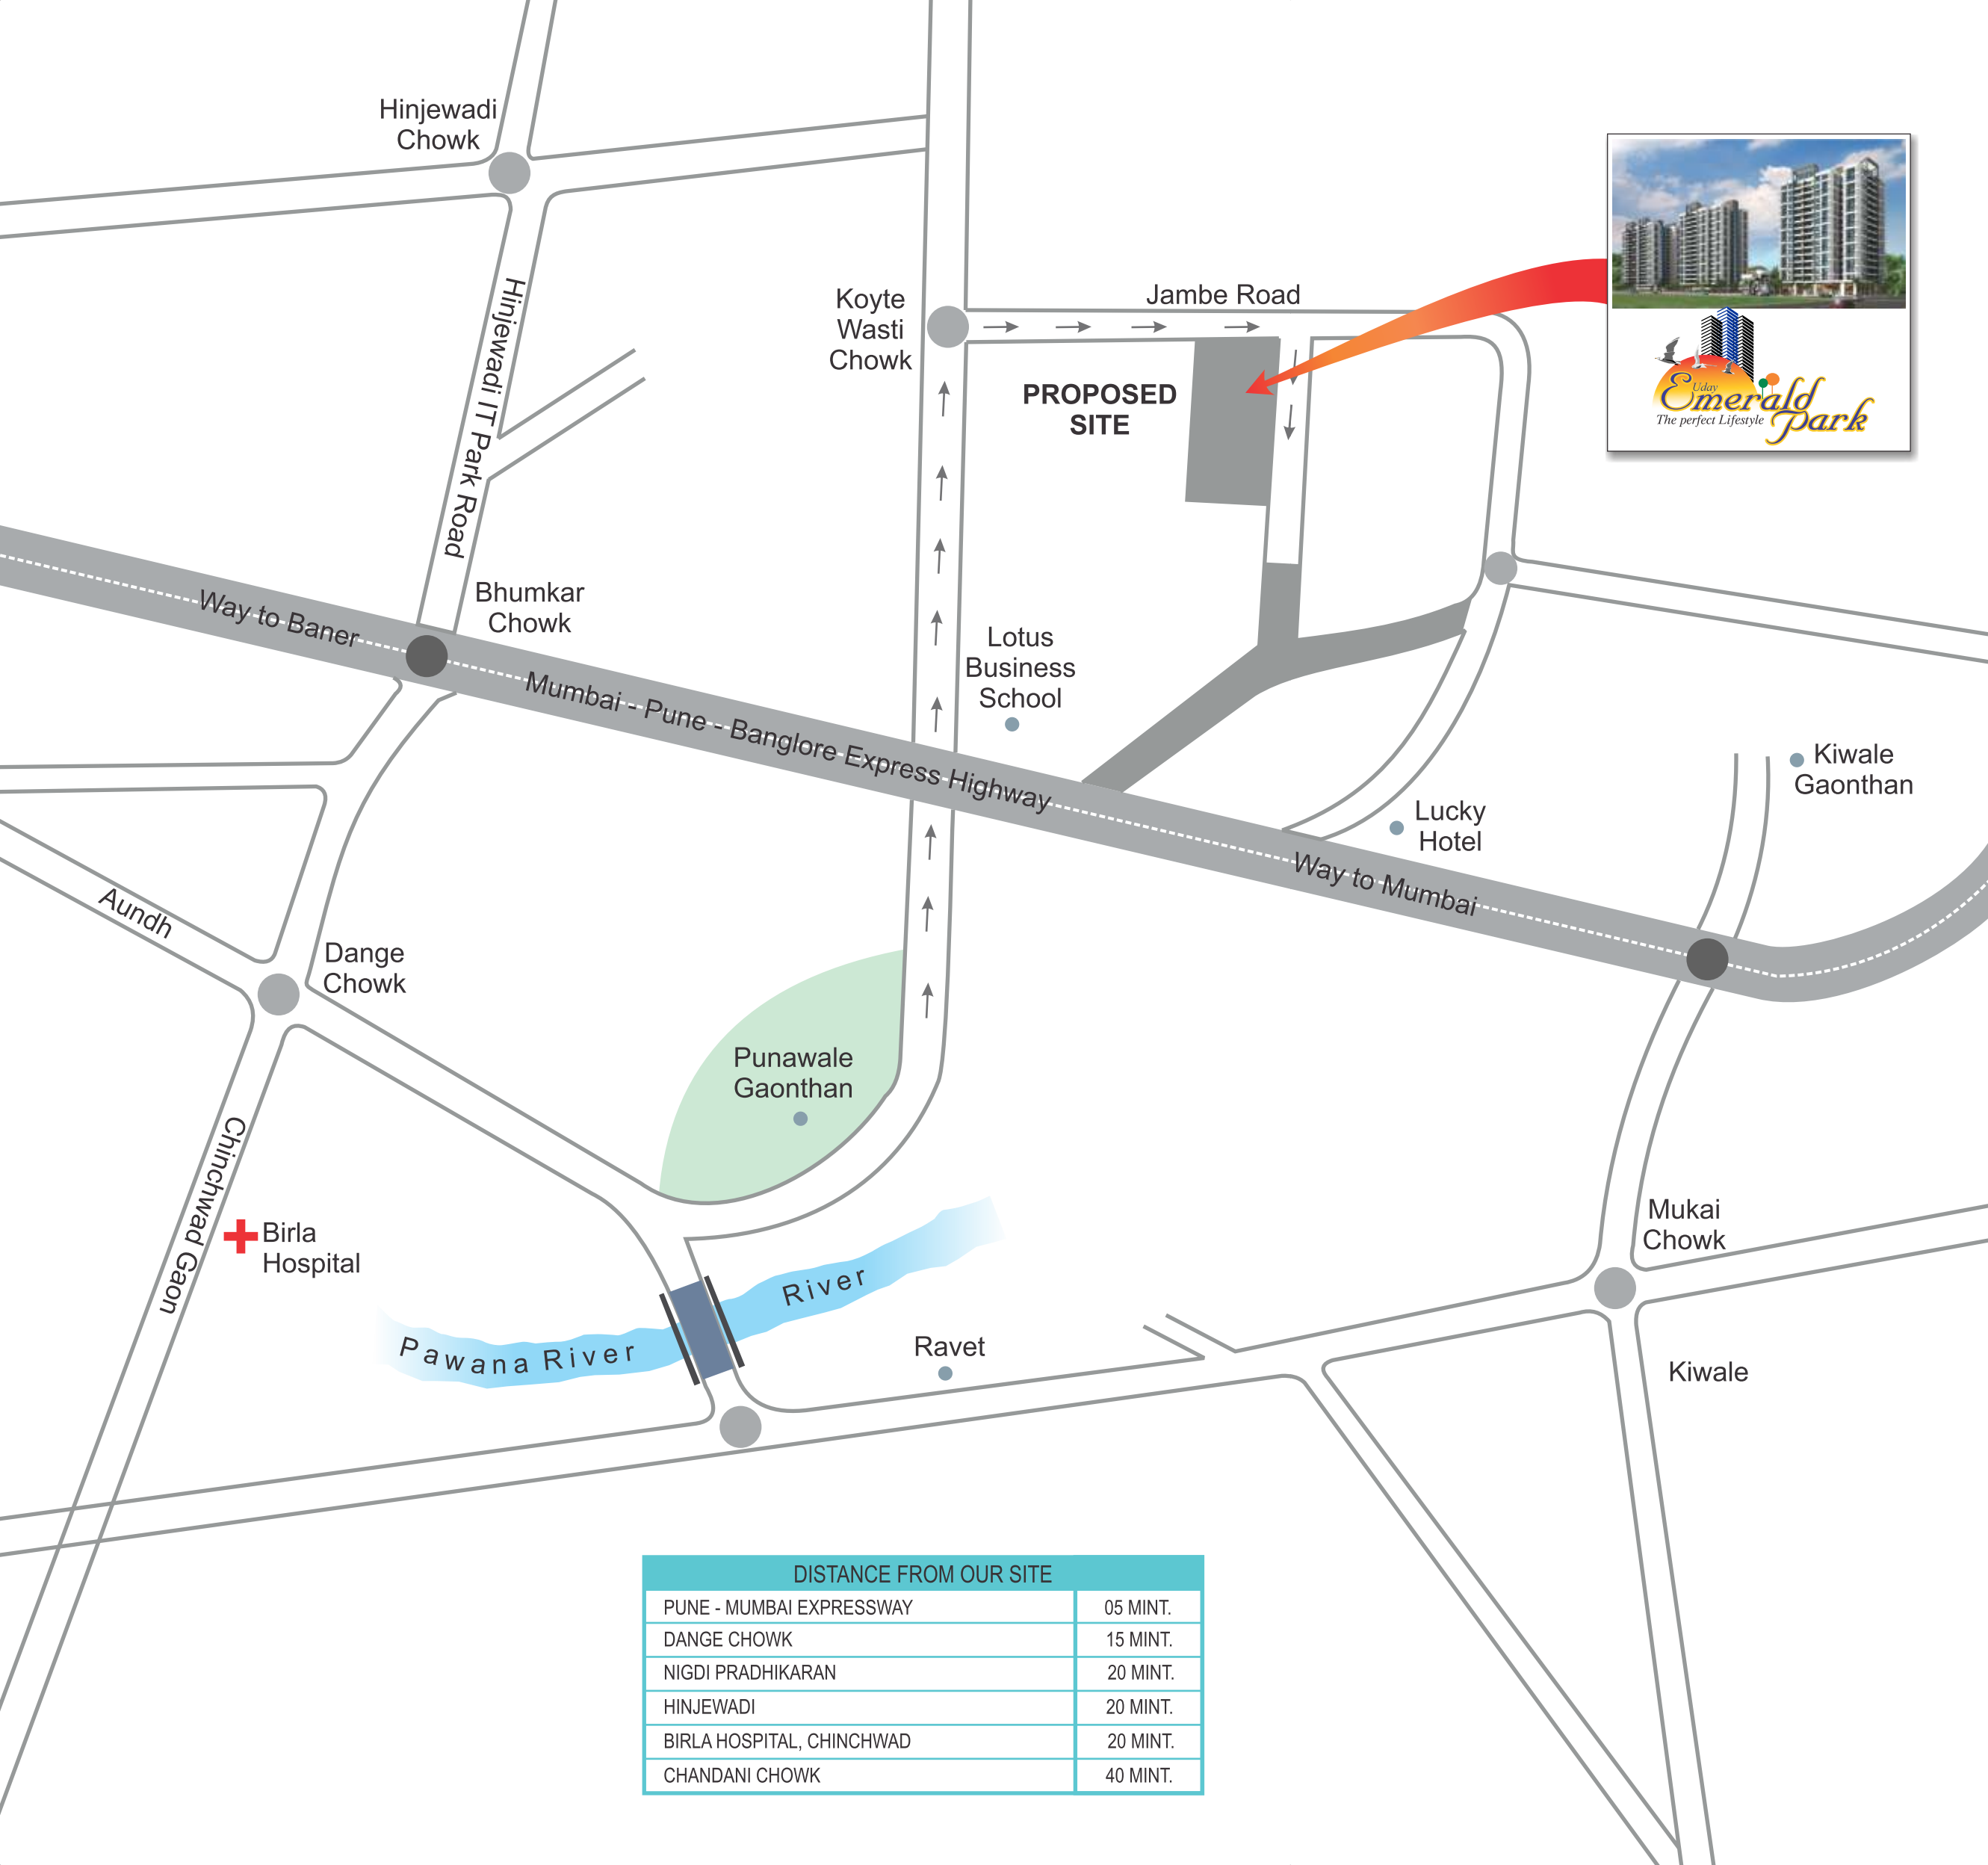 Hinjewadi
Chowk
Hinjewadi IT Park Road
Koyte
Wasti
Chowk
Jambe Road
PROPOSED
SITE
Uday
Emerald
Park
The perfect Lifestyle
Way to Baner
Bhumkar
Chowk
Mumbai - Pune - Banglore Express Highway
Lotus
Business
School
Lucky
Hotel
Way to Mumbai
Kiwale
Gaonthan
Aundh
Dange
Chowk
Punawale
Gaonthan
Chinchwad Gaon
Birla
Hospital
Pawana River
River
Ravet
Mukai
Chowk
Kiwale
DISTANCE FROM OUR SITE
PUNE - MUMBAI EXPRESSWAY 05 MINT.
DANGE CHOWK 15 MINT.
NIGDI PRADHIKARAN 20 MINT.
HINJEWADI 20 MINT.
BIRLA HOSPITAL, CHINCHWAD 20 MINT.
CHANDANI CHOWK 40 MINT.